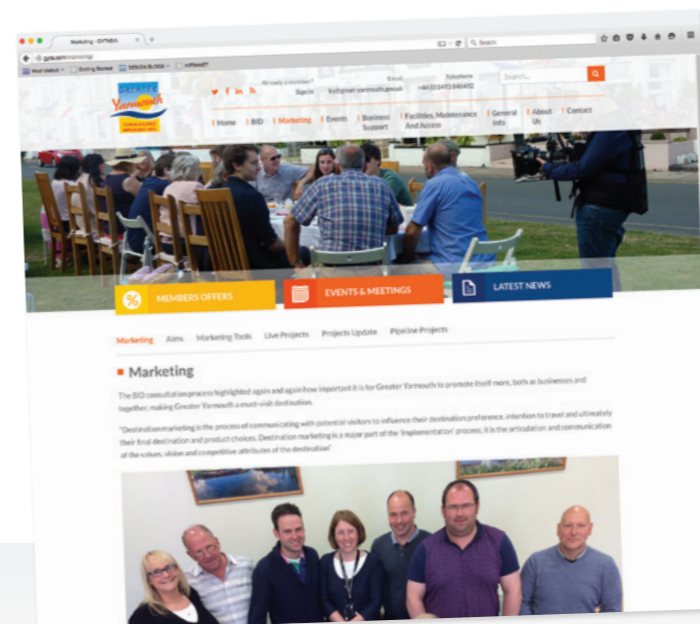 Marketing - GYTABIA
gyta.com/marketing/
Search
Most Visited
Getting Started
GREATER
Yarmouth
Already a member?
Sign in
Email
Telephone
Search...
Home
BID
Marketing
Events
Business
Support
Facilities, Maintenance
And Access
General
Info
About
Us
Contact
% MEMBERS OFFERS
EVENTS & MEETINGS
LATEST NEWS
Marketing Aims Marketing Tools Live Projects Projects Update Pipeline Projects
Marketing
The BID consultation process highlighted again and again how important it is for Greater Yarmouth to promote itself more, both as businesses and
together, making Greater Yarmouth a must-visit destination.
"Destination marketing is the process of communicating with potential visitors to influence their destination preference, intention to travel and ultimately
their final destination and product choices. Destination marketing is a major part of the 'Implementation' process; it is the articulation and communication
of the values, vision and competitive attributes of the destination"